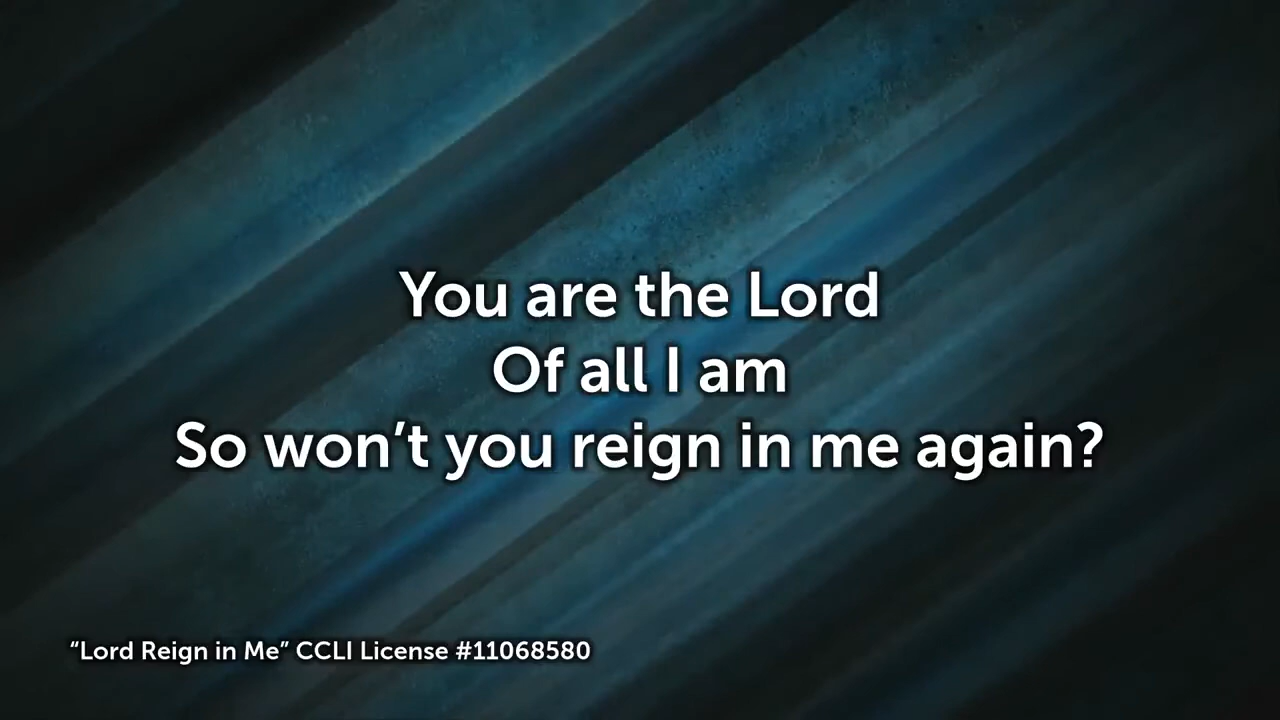 You are the Lord
Of all I am
So won’t you reign in me again?
“Lord Reign in Me” CCLI License #11068580